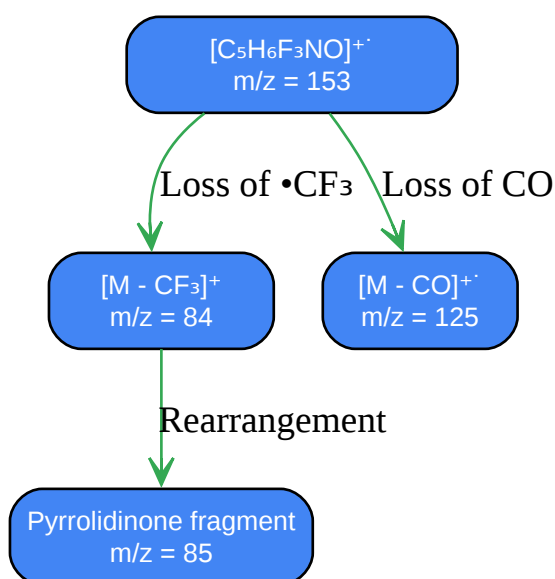 [C₅H₆F₃NO]⁺˙
m/z = 153
Loss of •CF₃
Loss of CO
[M - CF₃]⁺
m/z = 84
[M - CO]⁺˙
m/z = 125
Rearrangement
Pyrrolidinone fragment
m/z = 85